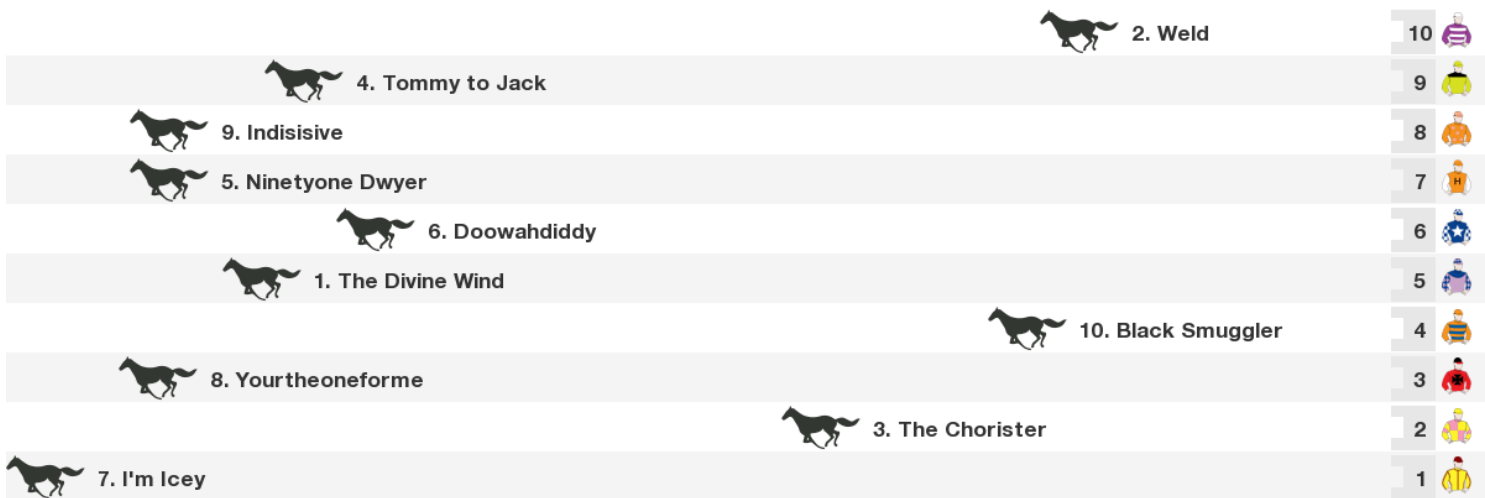 2. Weld 10
4. Tommy to Jack 9
9. Indisisive 8
5. Ninetyone Dwyer 7 H
6. Doowahdiddy 6
1. The Divine Wind 5
10. Black Smuggler 4
8. Yourtheoneforme 3
3. The Chorister 2
7. I'm Icey 1